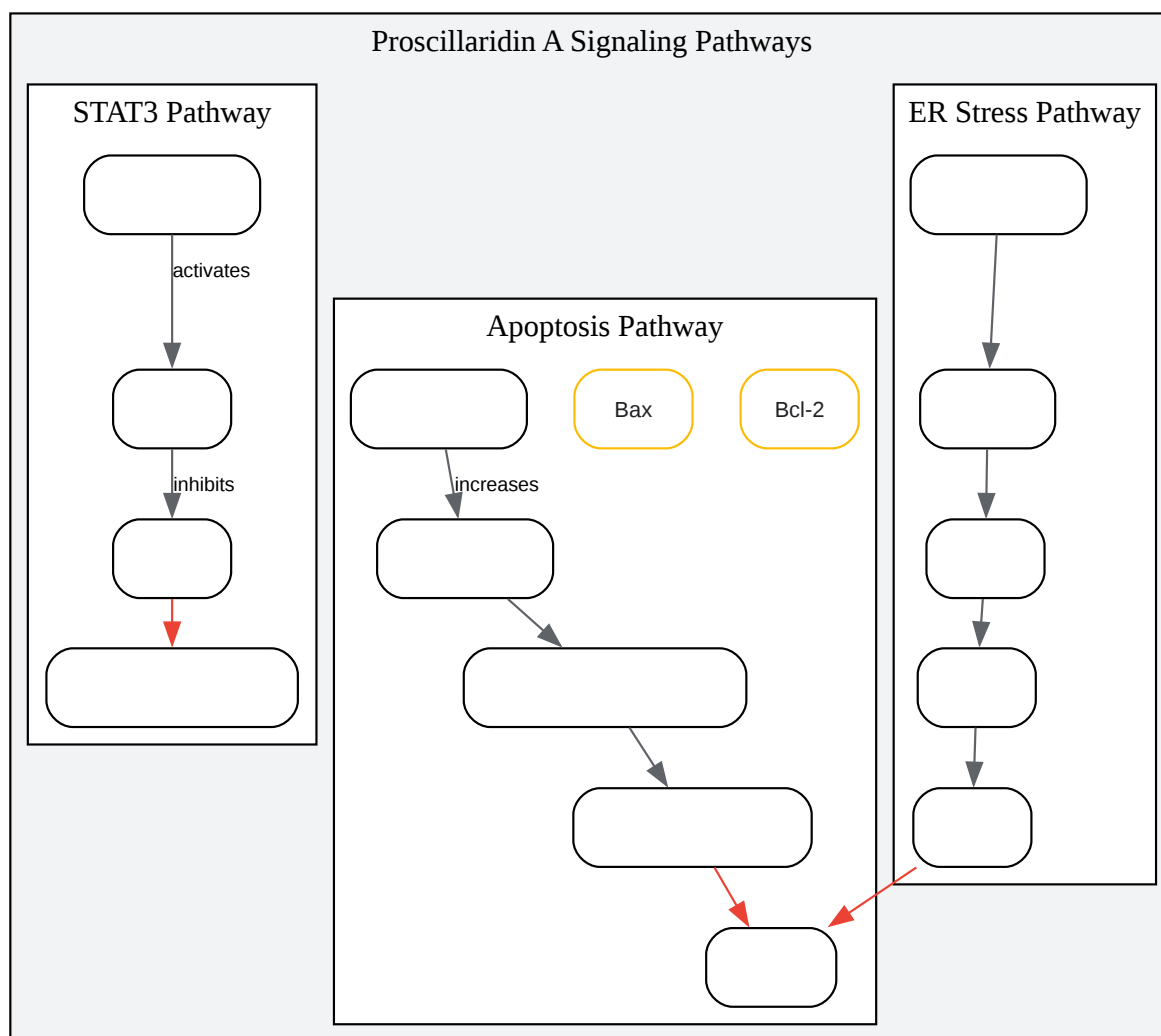 Proscillaridin A Signaling Pathways
STAT3 Pathway
activates
inhibits
Apoptosis Pathway
Bax
Bcl-2
increases
ER Stress Pathway